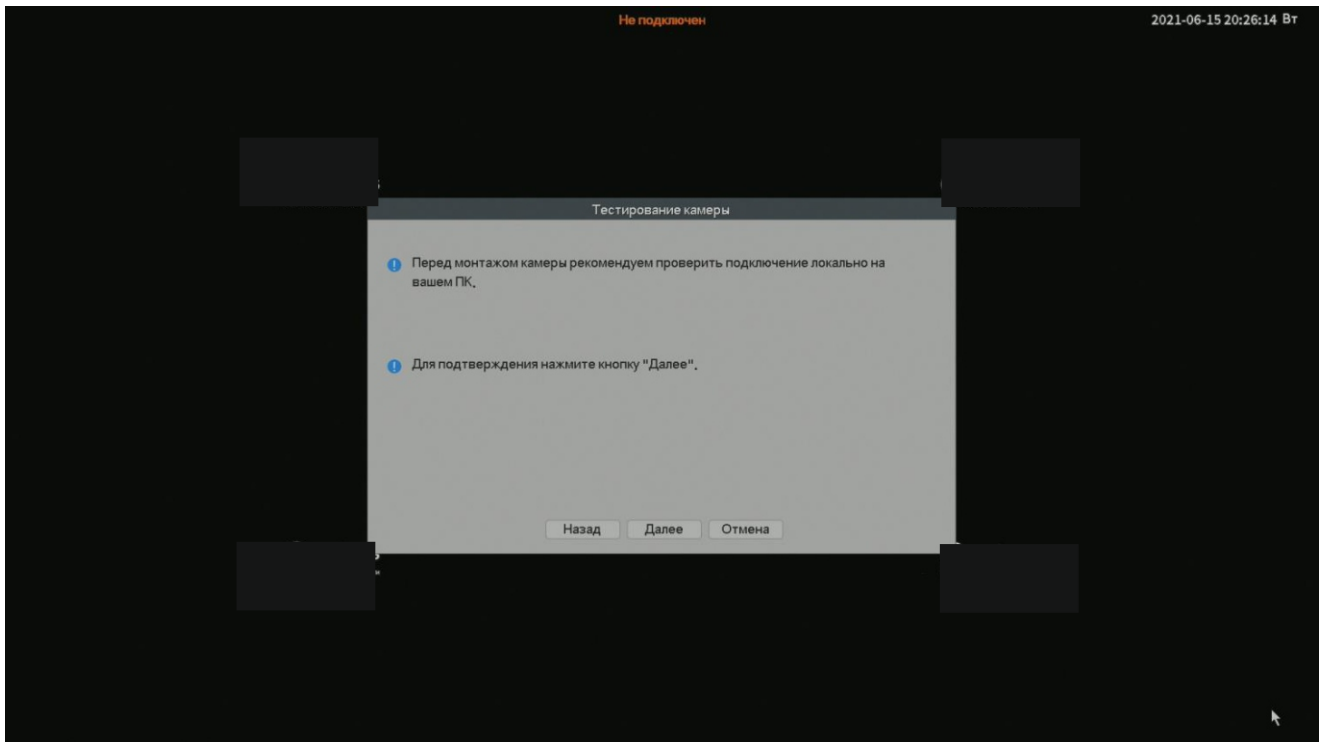 Не подключен
2021-06-15 20:26:14 Вт
Тестирование камеры
Перед монтажом камеры рекомендуем проверить подключение локально на
вашем ПК.
Для подтверждения нажмите кнопку "Далее".
Назад Далее Отмена